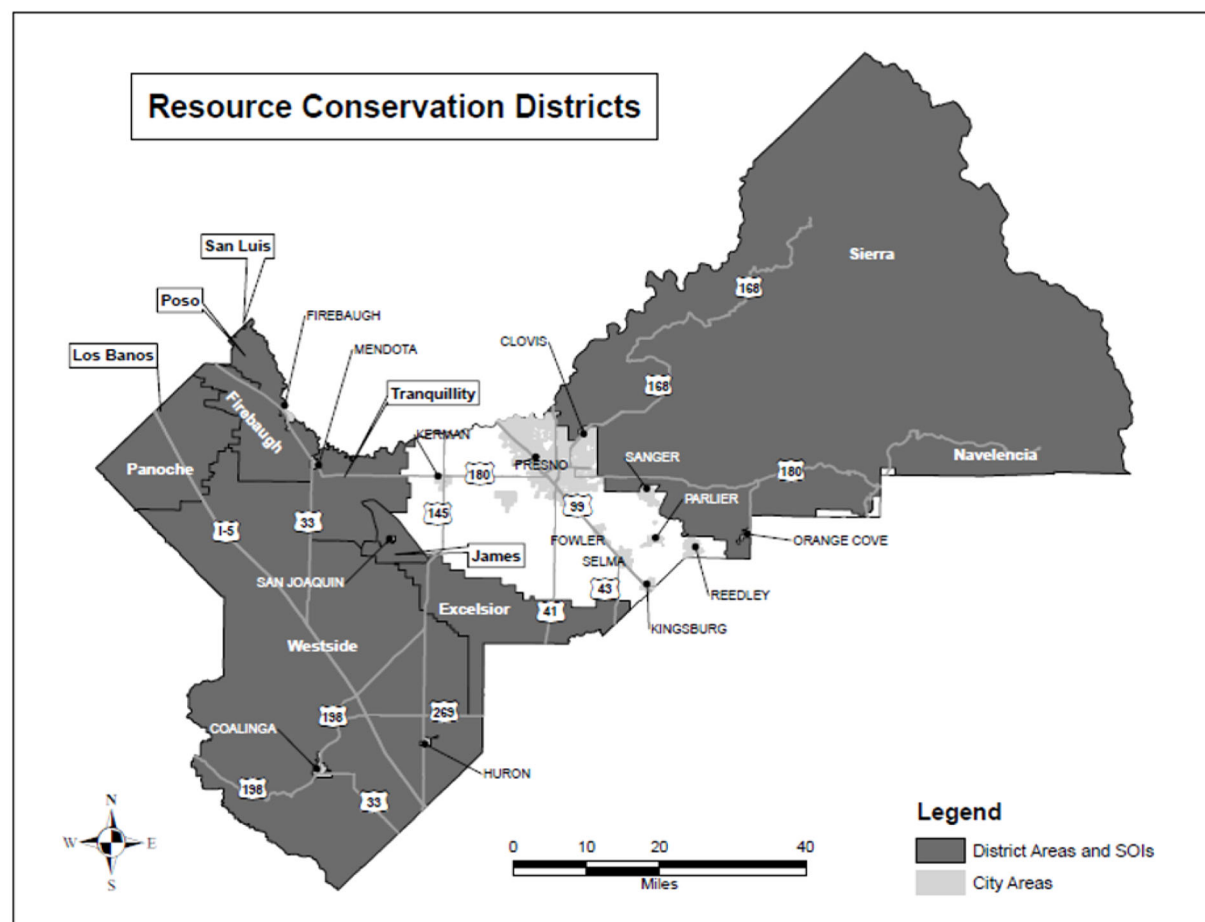 Resource Conservation Districts
San Luis
Poso
Los Banos
FIREBAUGH
MENDOTA
Tranquillity
KERMAN
CLOVIS
Sierra
168
168
Firebaugh
Panoche
FRESNO
SANGER
Navelencia
180
180
PARLIER
99
145
I-5
33
FOWLER
ORANGE COVE
James
SAN JOAQUIN
SELMA
43
REEDLEY
Excelsior
41
KINGSBURG
Westside
COALINGA
198
269
HURON
198
33
N
W
E
S
0
10
20
40
Miles
Legend
District Areas and SOIs
City Areas